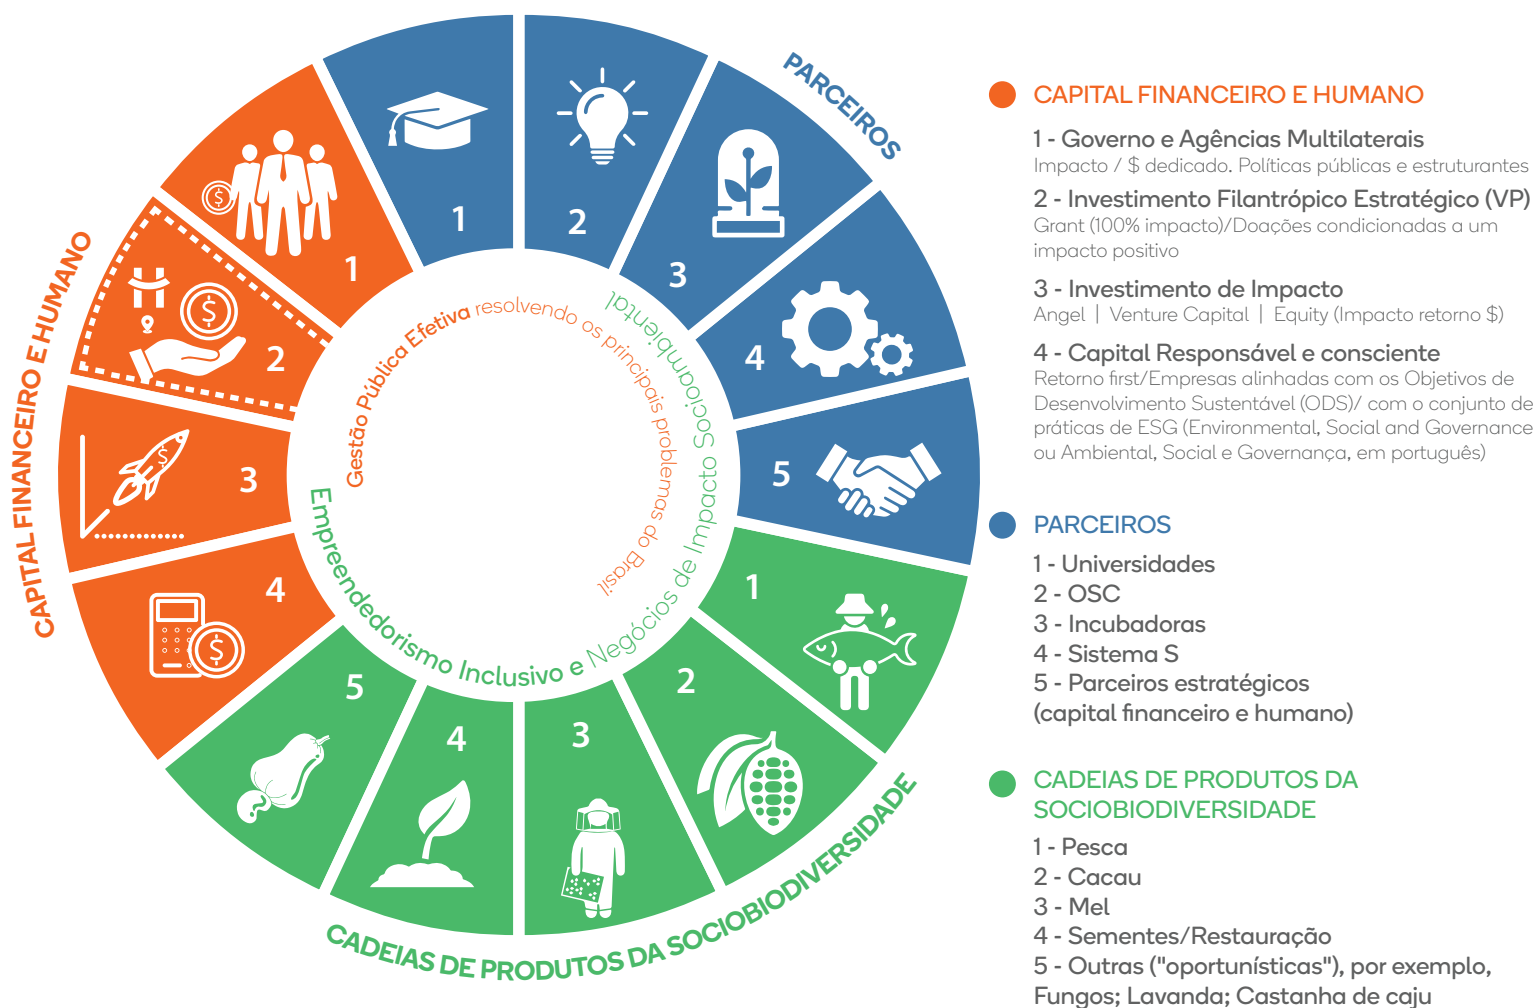 CAPITAL FINANCEIRO E HUMANO
1
2
3
4
PARCEIROS
1
2
3
4
5
CADEIAS DE PRODUTOS DA SOCIOBIODIVERSIDADE
1
2
3
4
5
Gestão Pública Efetiva resolvendo os principais problemas do Brasil
Empreendedorismo Inclusivo e Negócios de Impacto Socioambiental
$
$
$
$
CAPITAL FINANCEIRO E HUMANO
1 - Governo e Agências Multilaterais
Impacto / $ dedicado. Políticas públicas e estruturantes
2 - Investimento Filantrópico Estratégico (VP)
Grant (100% impacto)/Doações condicionadas a um
impacto positivo
3 - Investimento de Impacto
Angel | Venture Capital | Equity (Impacto retorno $)
4 - Capital Responsável e consciente
Retorno first/Empresas alinhadas com os Objetivos de
Desenvolvimento Sustentável (ODS)/ com o conjunto de
práticas de ESG (Environmental, Social and Governance
ou Ambiental, Social e Governança, em português)
PARCEIROS
1 - Universidades
2 - OSC
3 - Incubadoras
4 - Sistema S
5 - Parceiros estratégicos
(capital financeiro e humano)
CADEIAS DE PRODUTOS DA
SOCIOBIODIVERSIDADE
1 - Pesca
2 - Cacau
3 - Mel
4 - Sementes/Restauração
5 - Outras ("oportunísticas"), por exemplo,
Fungos; Lavanda; Castanha de caju